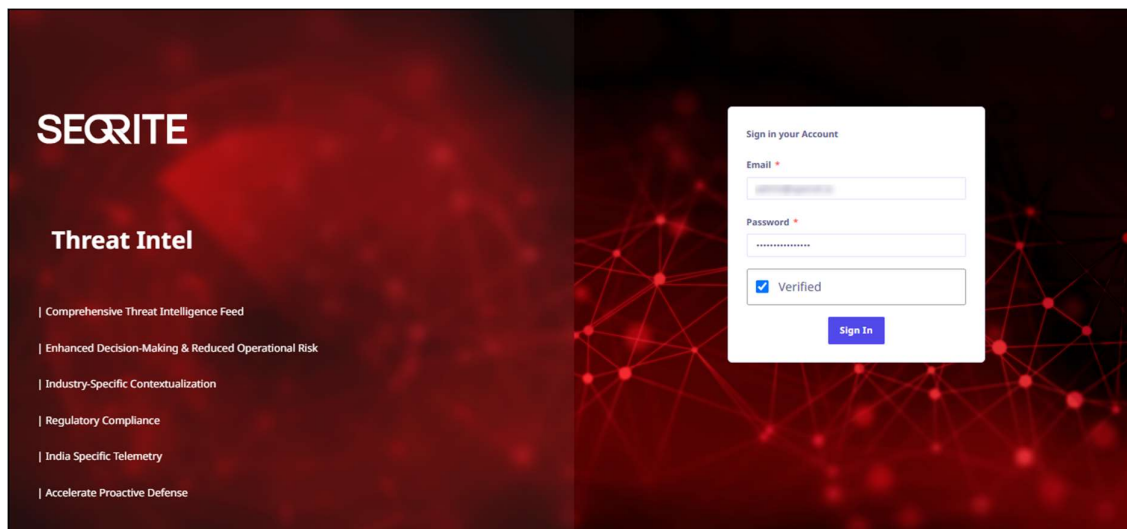 SEQRITE
Threat Intel
| Comprehensive Threat Intelligence Feed
| Enhanced Decision-Making & Reduced Operational Risk
| Industry-Specific Contextualization
| Regulatory Compliance
| India Specific Telemetry
| Accelerate Proactive Defense
Sign in your Account
Email *
Password *
Verified
Sign In